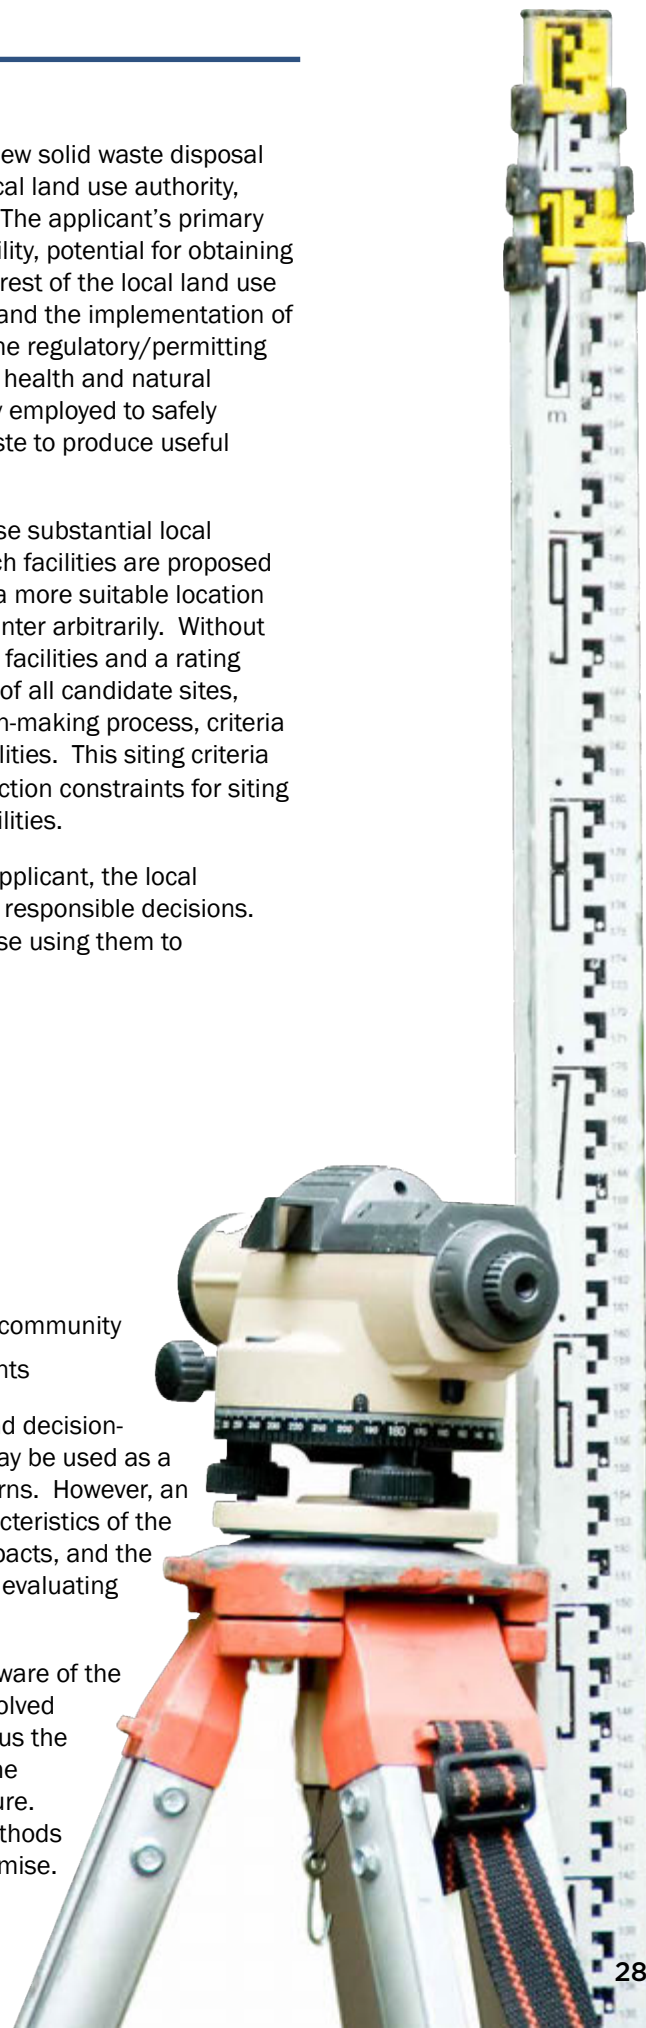 ew solid waste disposal
cal land use authority,
The applicant’s primary
ility, potential for obtaining
rest of the local land use
and the implementation of
ne regulatory/permitting
health and natural
y employed to safely
ste to produce useful
se substantial local
ch facilities are proposed
a more suitable location
nter arbitrarily.  Without
facilities and a rating
of all candidate sites,
n-making process, criteria
lities.  This siting criteria
ction constraints for siting
ilities.
applicant, the local
responsible decisions.
se using them to
community
nts
nd decision-
ay be used as a
rns.  However, an
cteristics of the
pacts, and the
evaluating
ware of the
olved
us the
he
ure.
thods
mise.
m
180
28